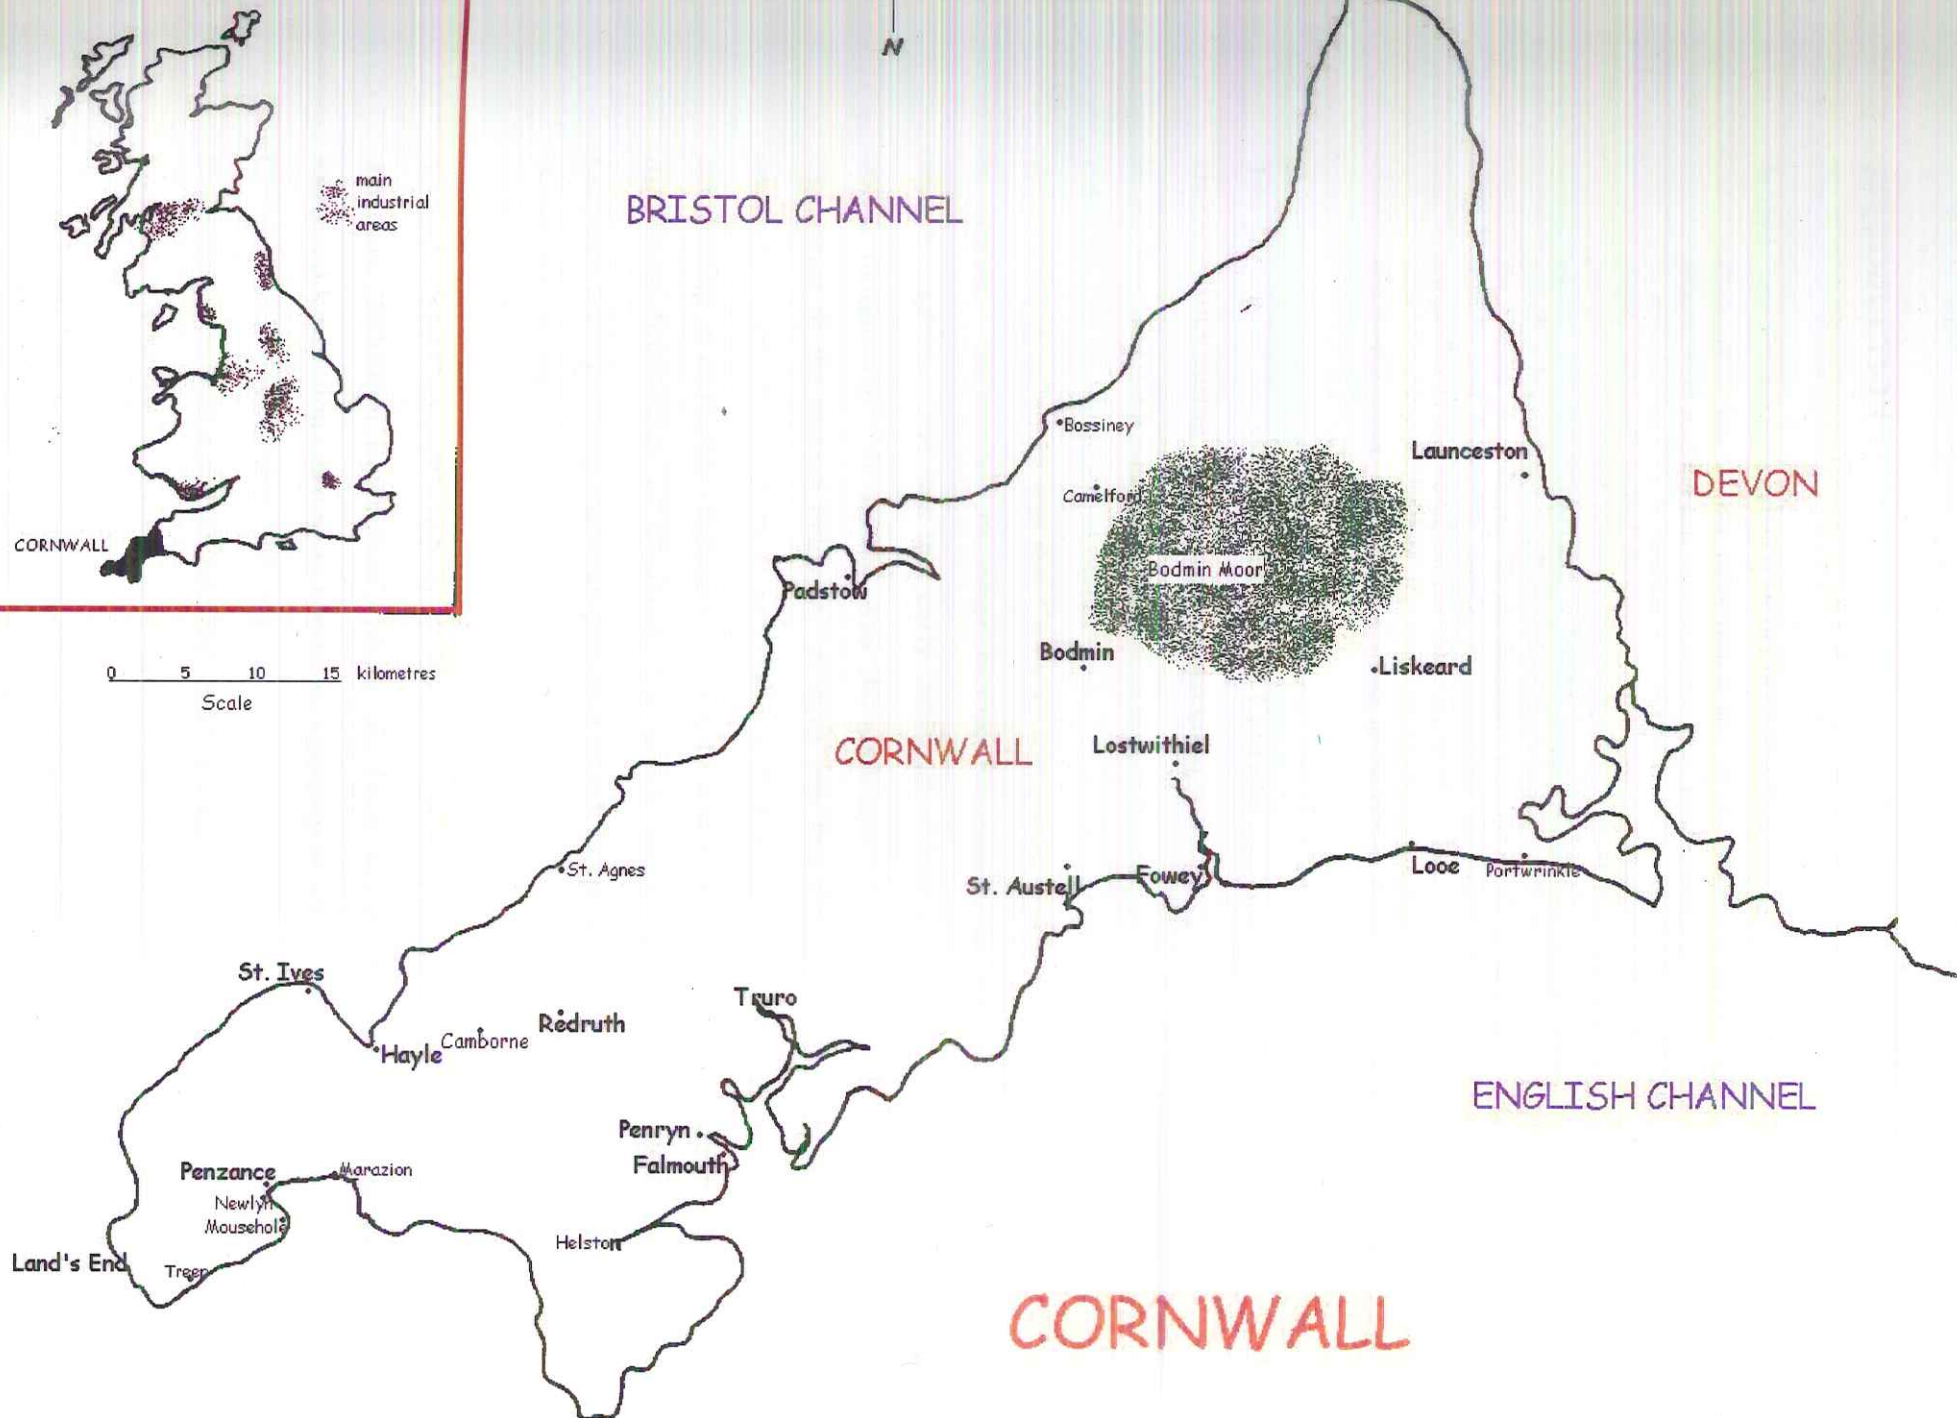 N
main
industrial
areas
CORNWALL
0 5 10 15 kilometres
Scale
BRISTOL CHANNEL
Bossiney
Launceston
Camelford
DEVON
Bodmin Moor
Padstow
Bodmin
Liskeard
CORNWALL
Lostwithiel
St. Agnes
St. Austell
Fowey
Looe
Portwrinkle
St. Ives
Truro
Redruth
Camborne
Hayle
ENGLISH CHANNEL
Penryn
Falmouth
Penzance
Marazion
Newlyn
Mousehole
Helston
Land's End
Treen
CORNWALL